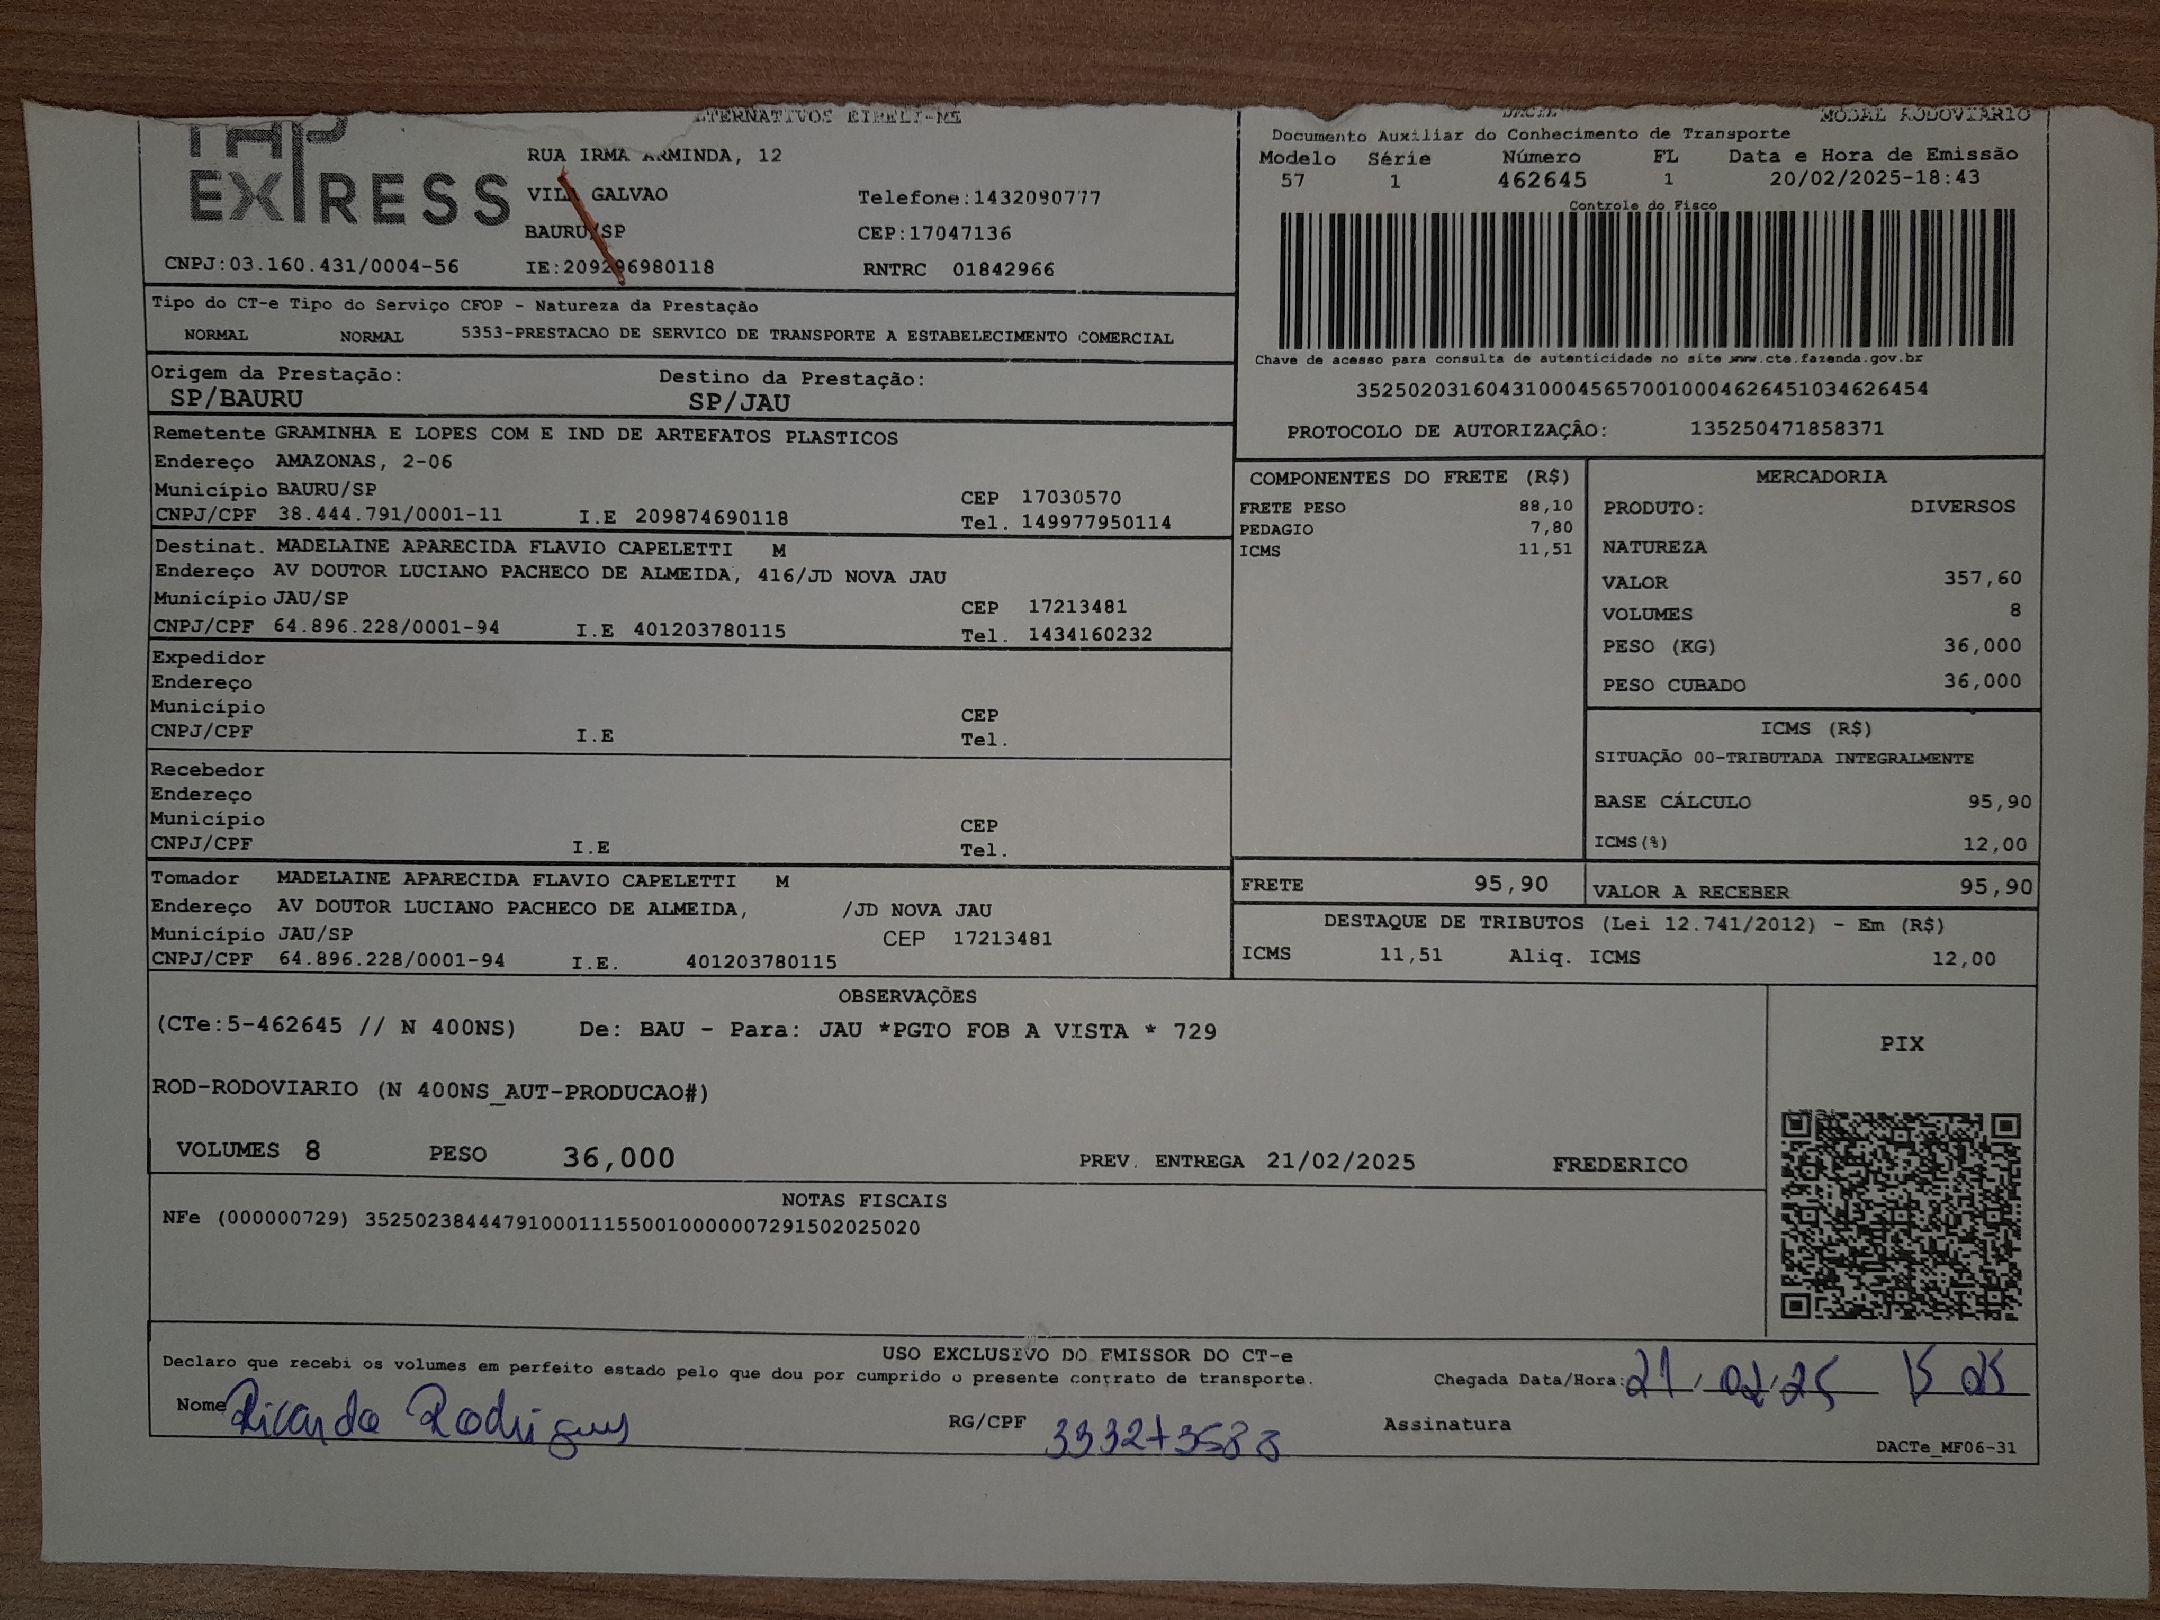 EXPRESS
RUA IRMA ARMINDA, 12
VILA GALVAO Telefone:1432090777
BAURU/SP CEP:17047136
CNPJ:03.160.431/0004-56 IE:209296980118 RNTRC 01842966
MODAL RODOVIARIO
Documento Auxiliar do Conhecimento de Transporte
Modelo Série Número FL Data e Hora de Emissão
57 1 462645 1 20/02/2025-18:43
Controle do Fisco
Chave de acesso para consulta de autenticidade no site www.cte.fazenda.gov.br
35250203160431000456570010004626451034626454
PROTOCOLO DE AUTORIZAÇÃO: 135250471858371
Tipo do CT-e Tipo do Serviço CFOP - Natureza da Prestação
NORMAL NORMAL 5353-PRESTACAO DE SERVICO DE TRANSPORTE A ESTABELECIMENTO COMERCIAL
Origem da Prestação: Destino da Prestação:
SP/BAURU SP/JAU
Remetente GRAMINHA E LOPES COM E IND DE ARTEFATOS PLASTICOS
Endereço AMAZONAS, 2-06
Município BAURU/SP CEP 17030570
CNPJ/CPF 38.444.791/0001-11 I.E 209874690118 Tel. 149977950114
Destinat. MADELAINE APARECIDA FLAVIO CAPELETTI M
Endereço AV DOUTOR LUCIANO PACHECO DE ALMEIDA, 416/JD NOVA JAU
Município JAU/SP CEP 17213481
CNPJ/CPF 64.896.228/0001-94 I.E 401203780115 Tel. 1434160232
Expedidor
Endereço
Município CEP
CNPJ/CPF I.E Tel.
Recebedor
Endereço
Município CEP
CNPJ/CPF I.E Tel.
Tomador MADELAINE APARECIDA FLAVIO CAPELETTI M
Endereço AV DOUTOR LUCIANO PACHECO DE ALMEIDA, /JD NOVA JAU
Município JAU/SP CEP 17213481
CNPJ/CPF 64.896.228/0001-94 I.E. 401203780115
COMPONENTES DO FRETE (R$)
FRETE PESO 88,10
PEDAGIO 7,80
ICMS 11,51
MERCADORIA
PRODUTO: DIVERSOS
NATUREZA
VALOR 357,60
VOLUMES 8
PESO (KG) 36,000
PESO CUBADO 36,000
ICMS (R$)
SITUAÇÃO 00-TRIBUTADA INTEGRALMENTE
BASE CÁLCULO 95,90
ICMS(%) 12,00
FRETE 95,90 VALOR A RECEBER 95,90
DESTAQUE DE TRIBUTOS (Lei 12.741/2012) - Em (R$)
ICMS 11,51 Aliq. ICMS 12,00
OBSERVAÇÕES
(CTe:5-462645 // N 400NS) De: BAU - Para: JAU *PGTO FOB A VISTA * 729
ROD-RODOVIARIO (N 400NS_AUT-PRODUCAO#)
VOLUMES 8 PESO 36,000 PREV. ENTREGA 21/02/2025 FREDERICO
PIX
NOTAS FISCAIS
NFe (000000729) 35250238444791000111550010000007291502025020
USO EXCLUSIVO DO EMISSOR DO CT-e
Declaro que recebi os volumes em perfeito estado pelo que dou por cumprido o presente contrato de transporte.
Chegada Data/Hora: 21/02/25 15 25
Nome Ricardo Rodrigues RG/CPF Assinatura
DACTe_MF06-31